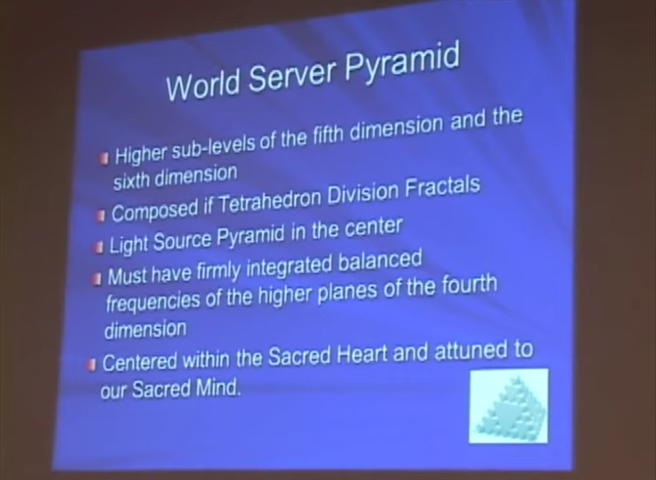 World Server Pyramid
Higher sub-levels of the fifth dimension and the
sixth dimension
Composed if Tetrahedron Division Fractals
Light Source Pyramid in the center
Must have firmly integrated balanced
frequencies of the higher planes of the fourth
dimension
Centered within the Sacred Heart and attuned to
our Sacred Mind.